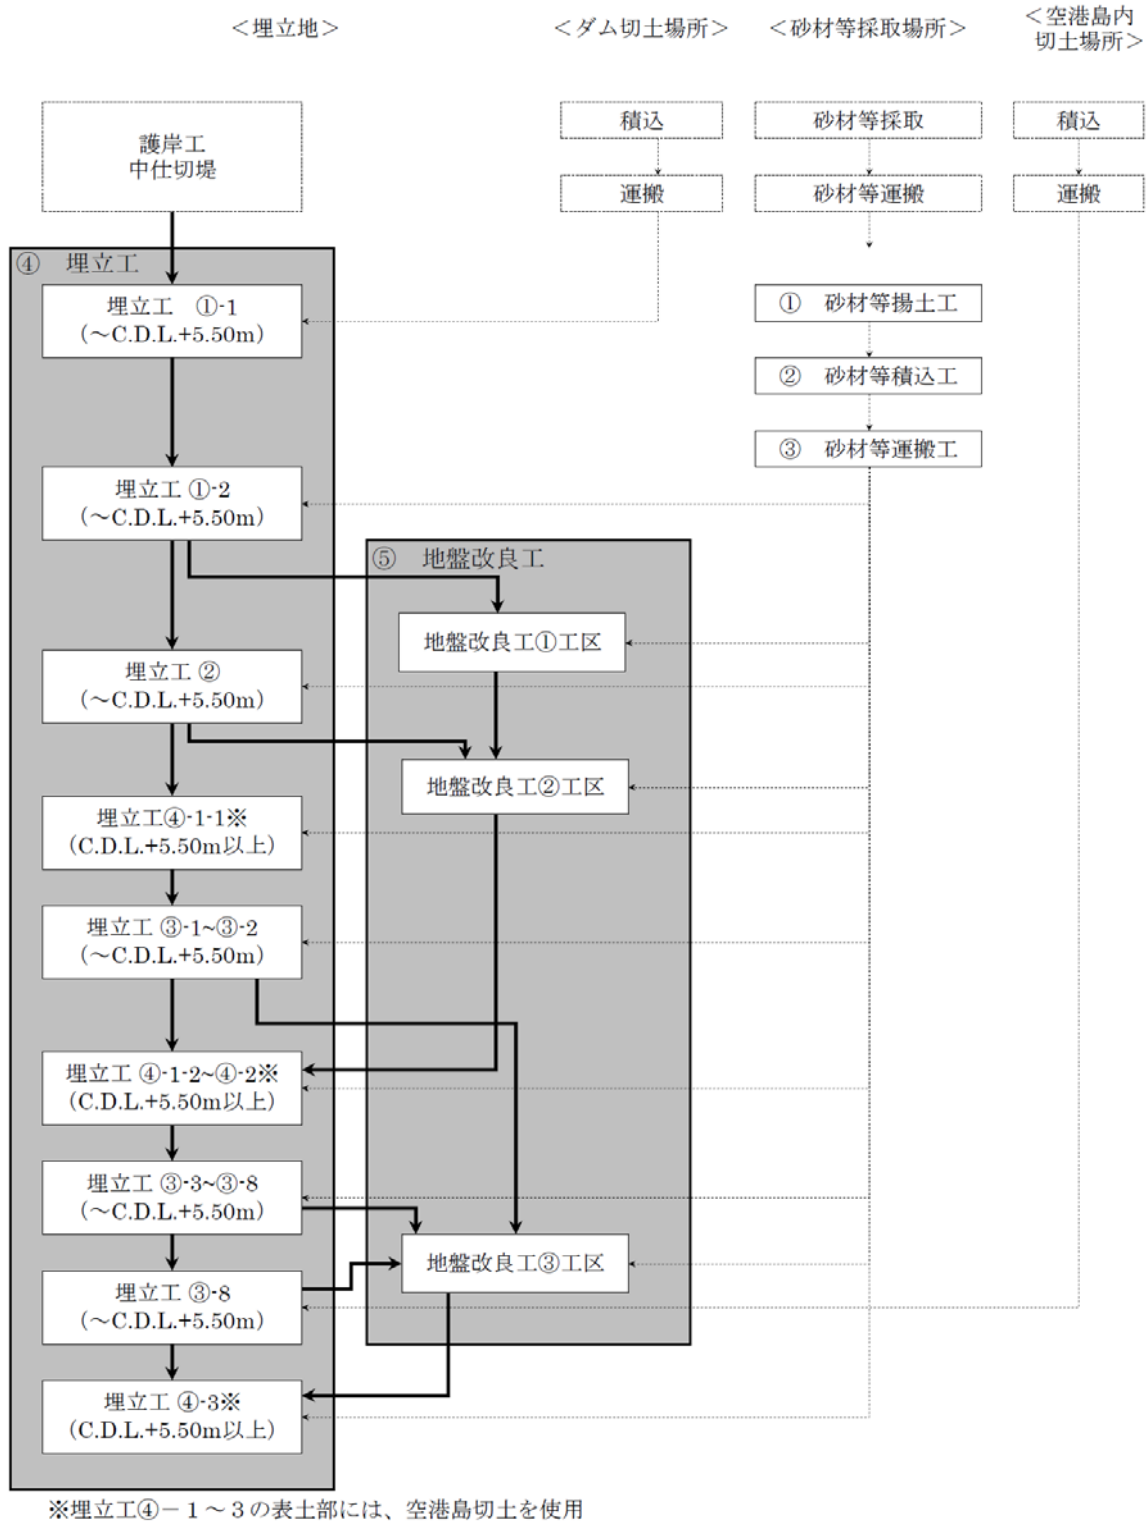 ＜埋立地＞
＜ダム切土場所＞
＜砂材等採取場所＞
＜空港島内
切土場所＞
護岸工
中仕切堤
積込
運搬
砂材等採取
砂材等運搬
積込
運搬
④　埋立工
埋立工　①-1
（～C.D.L.+5.50m）
①　砂材等揚土工
②　砂材等積込工
③　砂材等運搬工
埋立工 ①-2
（～C.D.L.+5.50m）
⑤　地盤改良工
地盤改良工①工区
埋立工 ②
（～C.D.L.+5.50m）
地盤改良工②工区
埋立工④-1-1※
（C.D.L.+5.50m以上）
埋立工 ③-1~③-2
（～C.D.L.+5.50m）
埋立工 ④-1-2~④-2※
（C.D.L.+5.50m以上）
埋立工 ③-3~③-8
（～C.D.L.+5.50m）
地盤改良工③工区
埋立工 ③-8
（～C.D.L.+5.50m）
埋立工 ④-3※
（C.D.L.+5.50m以上）
※埋立工④－１～３の表土部には、空港島切土を使用